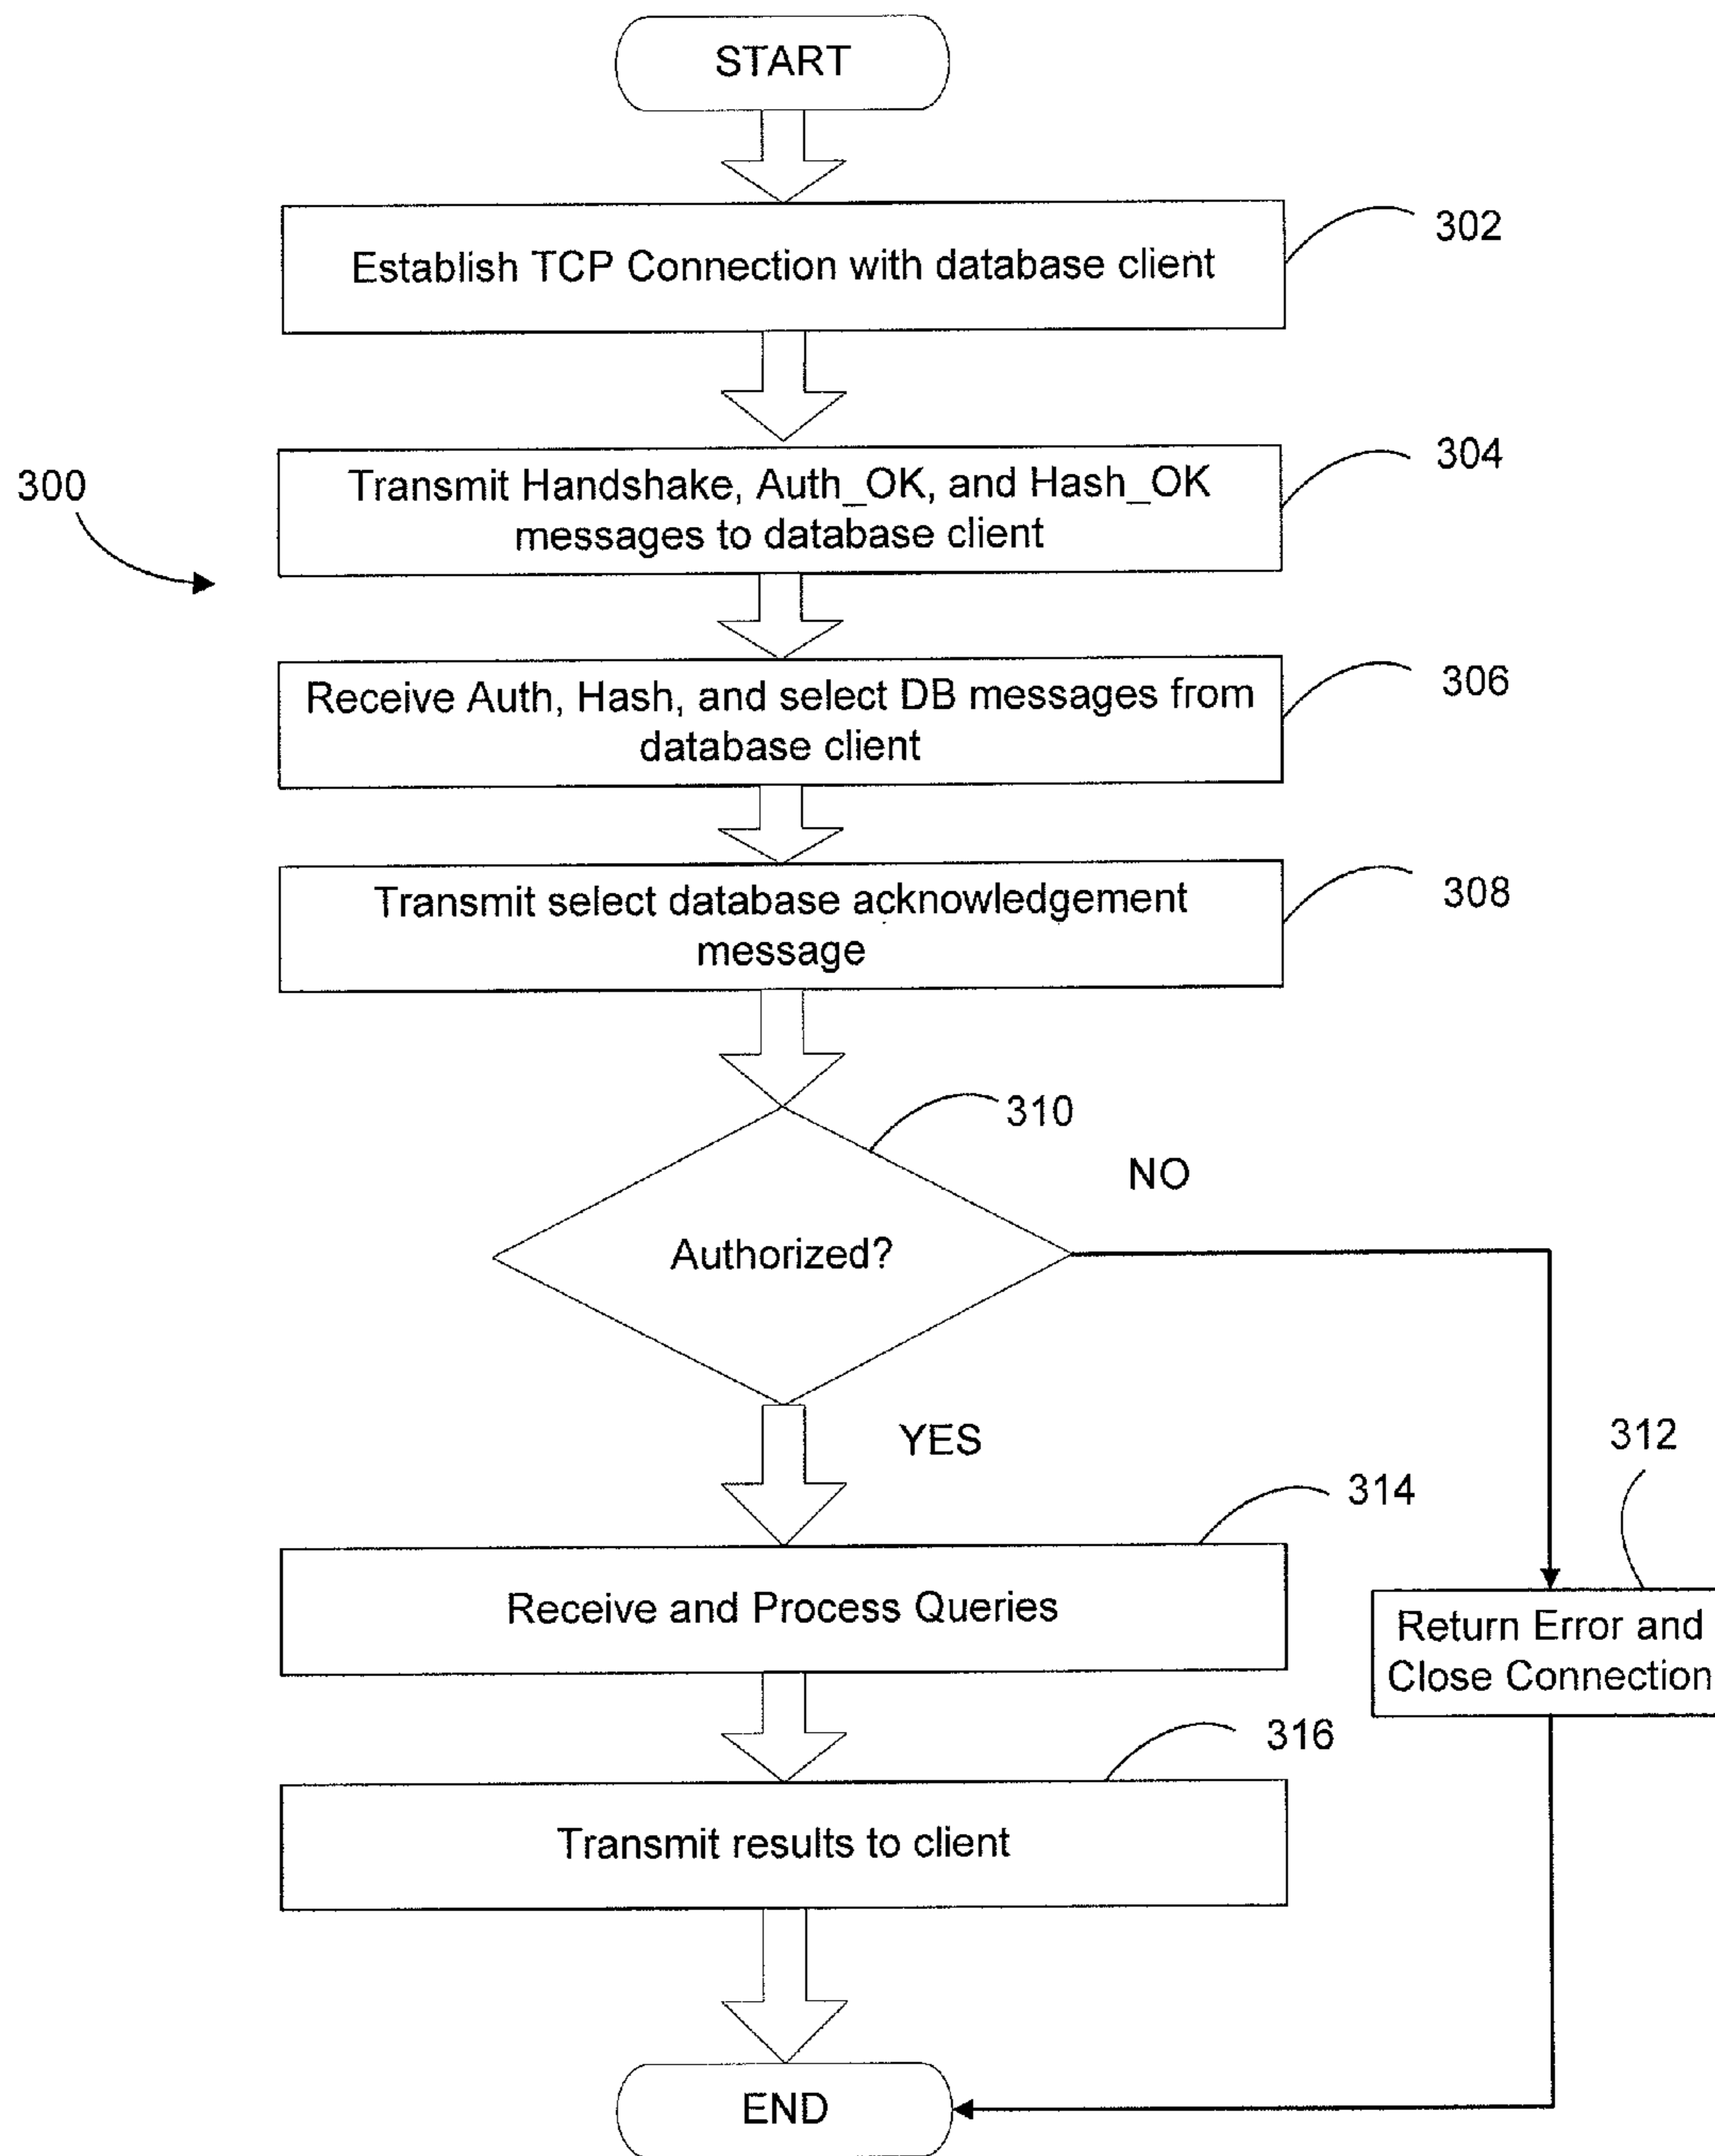 START
302
Establish TCP Connection with database client
304
300
Transmit Handshake, Auth_OK, and Hash_OK
messages to database client
306
Receive Auth, Hash, and select DB messages from
database client
308
Transmit select database acknowledgement
message
310
NO
Authorized?
YES
312
314
Receive and Process Queries
Return Error and
Close Connection
316
Transmit results to client
END